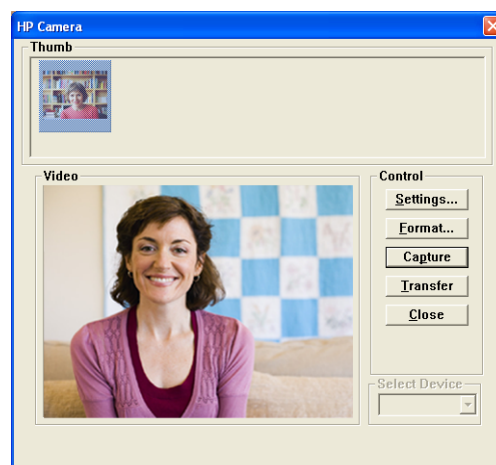 HP Camera
Thumb
Video
Control
Settings...
Format...
Capture
Transfer
Close
Select Device